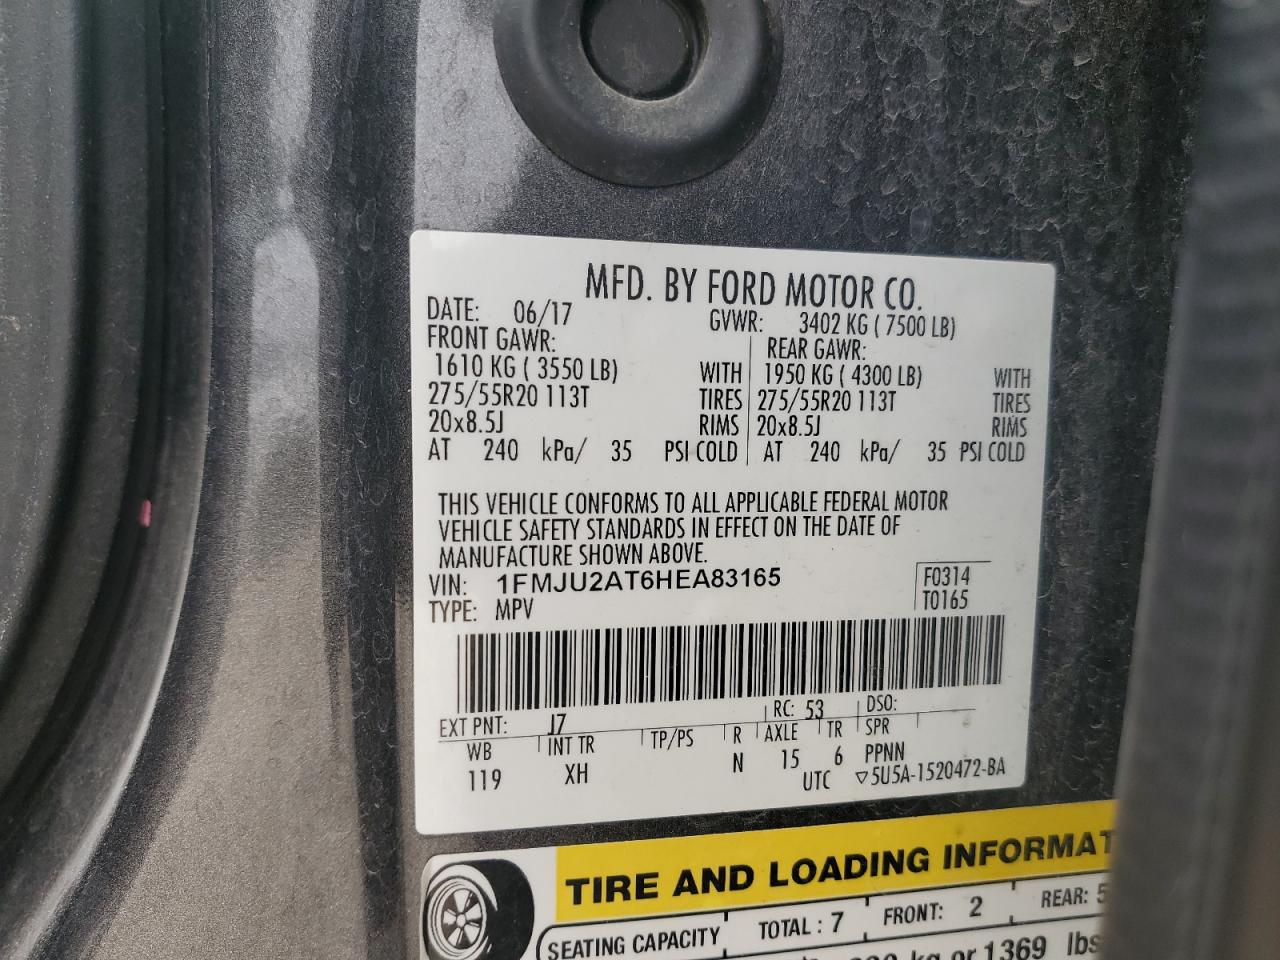 MFD. BY FORD MOTOR CO.
DATE: 06/17 GVWR: 3402 KG ( 7500 LB)
FRONT GAWR: REAR GAWR:
1610 KG ( 3550 LB) WITH 1950 KG ( 4300 LB) WITH
275/55R20 113T TIRES 275/55R20 113T TIRES
20x8.5J RIMS 20x8.5J RIMS
AT 240 kPa/ 35 PSI COLD AT 240 kPa/ 35 PSI COLD
THIS VEHICLE CONFORMS TO ALL APPLICABLE FEDERAL MOTOR
VEHICLE SAFETY STANDARDS IN EFFECT ON THE DATE OF
MANUFACTURE SHOWN ABOVE.
VIN: 1FMJU2AT6HEA83165 F0314
TYPE: MPV T0165
EXT PNT: J7 RC: 53 DSO:
WB INT TR TP/PS R AXLE TR SPR
119 XH N 15 6 PPNN
UTC ▽5U5A-1520472-BA
TIRE AND LOADING
SEATING CAPACITY TOTAL : 7 FRONT: 2 REAR: 5
kg or 1369 lbs